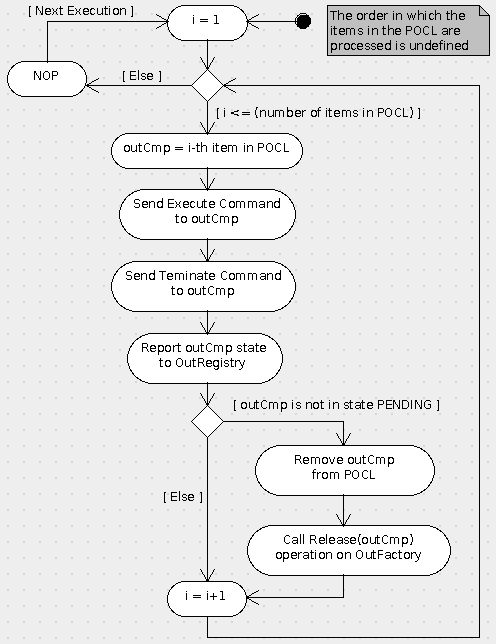 [ Next Execution ]
i = 1
The order in which the
items in the POCL are
processed is undefined
NOP
[ Else ]
[ i <= (number of items in POCL) ]
outCmp = i-th item in POCL
Send Execute Command
to outCmp
Send Teminate Command
to outCmp
Report outCmp state
to OutRegistry
[ outCmp is not in state PENDING ]
Remove outCmp
from POCL
[ Else ]
Call Release(outCmp)
operation on OutFactory
i = i+1